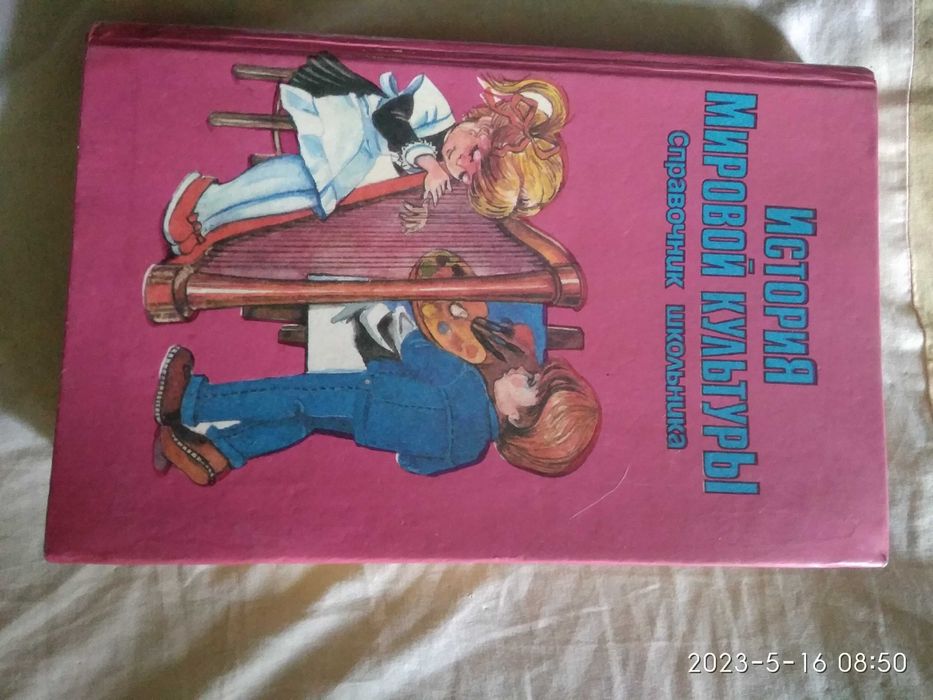 История
Мировой культуры
Справочник школьника
2023-5-16 08:50